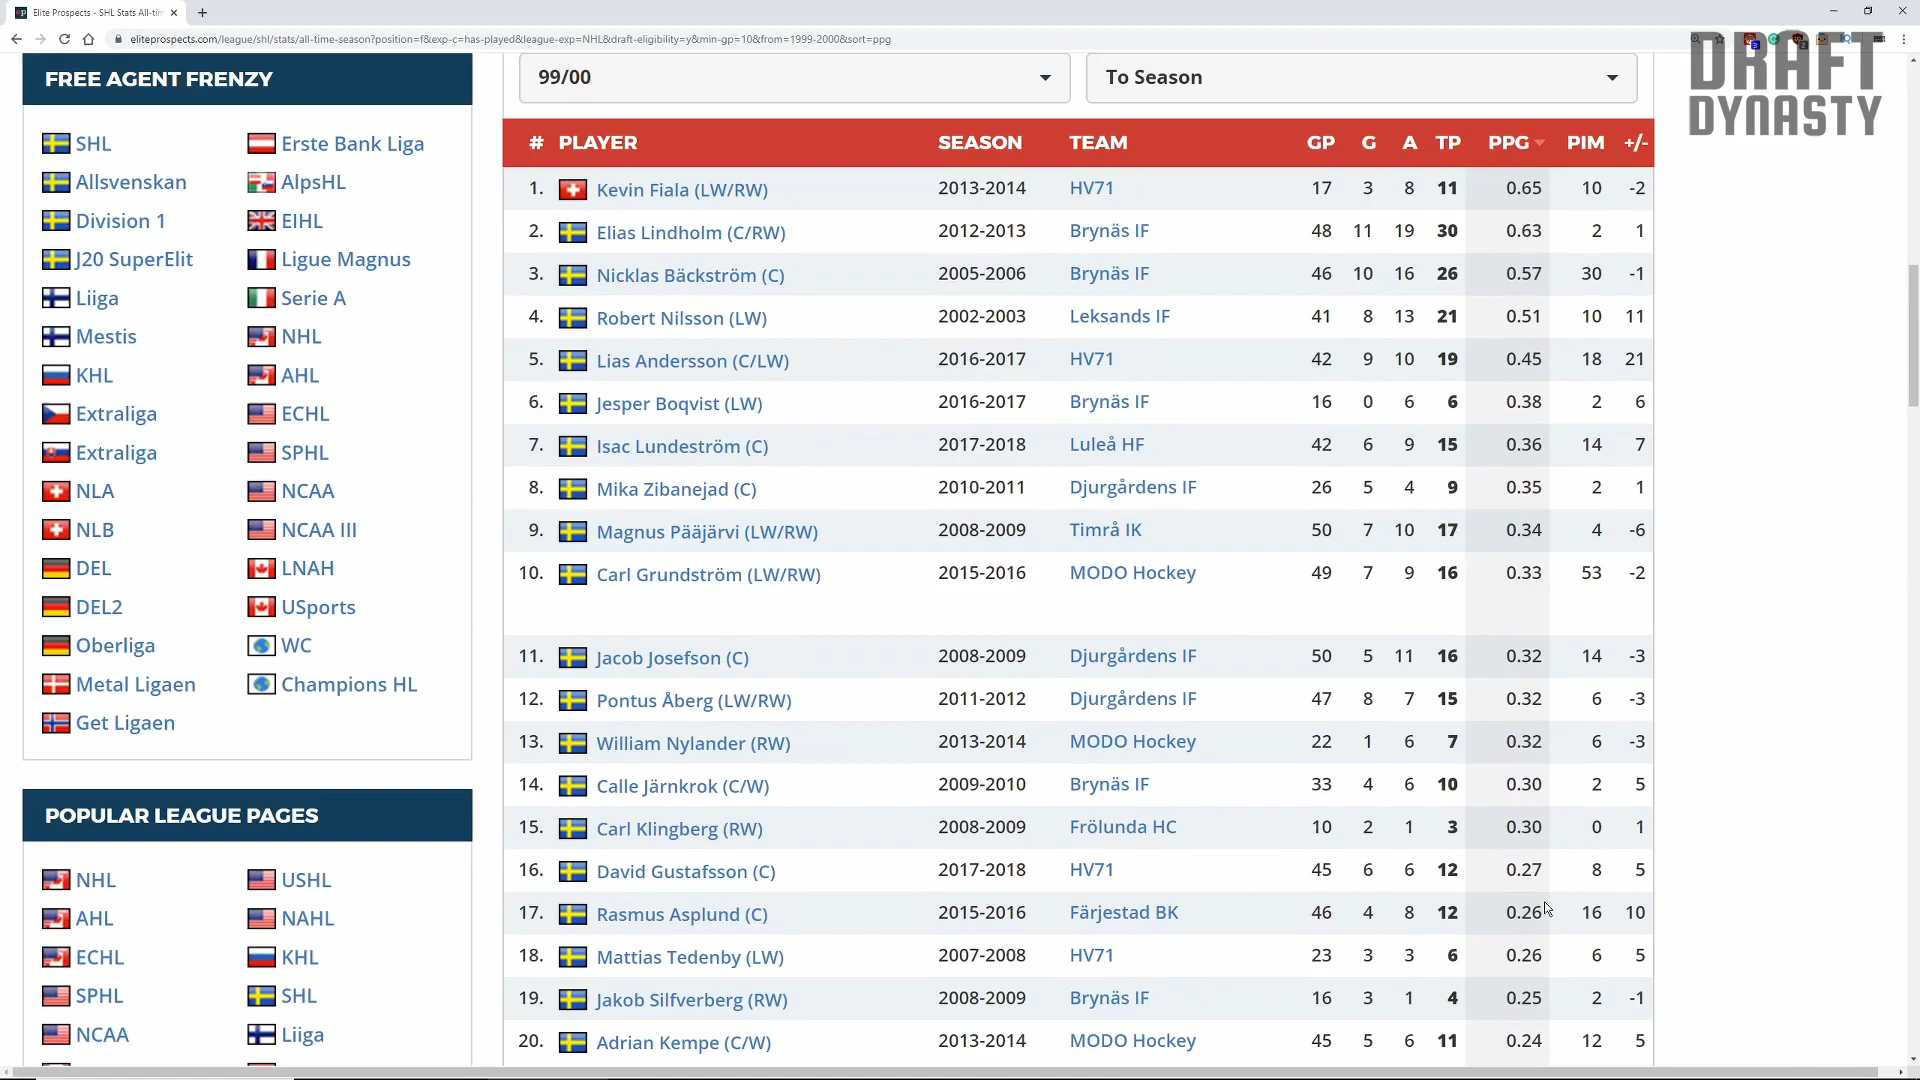 Elite Prospects - SHL Stats All-tim
eliteprospects.com/league/shl/stats/all-time-season?position=f&exp-c=has-played&league-exp=NHL&draft-eligibility=y&min-gp=10&from=1999-2000&sort=ppg
DRAFT
DYNASTY
FREE AGENT FRENZY
SHL Erste Bank Liga
Allsvenskan AlpsHL
Division 1 EIHL
J20 SuperElit Ligue Magnus
Liiga Serie A
Mestis NHL
KHL AHL
Extraliga ECHL
Extraliga SPHL
NLA NCAA
NLB NCAA III
DEL LNAH
DEL2 USports
Oberliga WC
Metal Ligaen Champions HL
Get Ligaen
POPULAR LEAGUE PAGES
NHL USHL
AHL NAHL
ECHL KHL
SPHL SHL
NCAA Liiga
99/00 To Season
# PLAYER SEASON TEAM GP G A TP PPG PIM +/-
1. Kevin Fiala (LW/RW) 2013-2014 HV71 17 3 8 11 0.65 10 -2
2. Elias Lindholm (C/RW) 2012-2013 Brynäs IF 48 11 19 30 0.63 2 1
3. Nicklas Bäckström (C) 2005-2006 Brynäs IF 46 10 16 26 0.57 30 -1
4. Robert Nilsson (LW) 2002-2003 Leksands IF 41 8 13 21 0.51 10 11
5. Lias Andersson (C/LW) 2016-2017 HV71 42 9 10 19 0.45 18 21
6. Jesper Boqvist (LW) 2016-2017 Brynäs IF 16 0 6 6 0.38 2 6
7. Isac Lundeström (C) 2017-2018 Luleå HF 42 6 9 15 0.36 14 7
8. Mika Zibanejad (C) 2010-2011 Djurgårdens IF 26 5 4 9 0.35 2 1
9. Magnus Pääjärvi (LW/RW) 2008-2009 Timrå IK 50 7 10 17 0.34 4 -6
10. Carl Grundström (LW/RW) 2015-2016 MODO Hockey 49 7 9 16 0.33 53 -2
11. Jacob Josefson (C) 2008-2009 Djurgårdens IF 50 5 11 16 0.32 14 -3
12. Pontus Åberg (LW/RW) 2011-2012 Djurgårdens IF 47 8 7 15 0.32 6 -3
13. William Nylander (RW) 2013-2014 MODO Hockey 22 1 6 7 0.32 6 -3
14. Calle Järnkrok (C/W) 2009-2010 Brynäs IF 33 4 6 10 0.30 2 5
15. Carl Klingberg (RW) 2008-2009 Frölunda HC 10 2 1 3 0.30 0 1
16. David Gustafsson (C) 2017-2018 HV71 45 6 6 12 0.27 8 5
17. Rasmus Asplund (C) 2015-2016 Färjestad BK 46 4 8 12 0.26 16 10
18. Mattias Tedenby (LW) 2007-2008 HV71 23 3 3 6 0.26 6 5
19. Jakob Silfverberg (RW) 2008-2009 Brynäs IF 16 3 1 4 0.25 2 -1
20. Adrian Kempe (C/W) 2013-2014 MODO Hockey 45 5 6 11 0.24 12 5